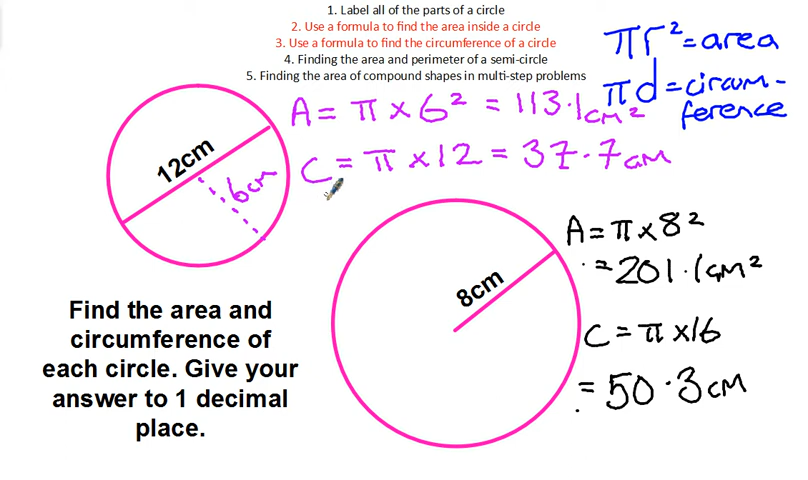 1. Label all of the parts of a circle
2. Use a formula to find the area inside a circle
3. Use a formula to find the circumference of a circle
4. Finding the area and perimeter of a semi-circle
5. Finding the area of compound shapes in multi-step problems
πr² = area
πd = circum-
ference
A = π × 6² = 113.1cm²
C = π × 12 = 37.7cm
12cm
6cm
8cm
A = π × 8²
= 201.1cm²
C = π × 16
= 50.3cm
Find the area and
circumference of
each circle. Give your
answer to 1 decimal
place.